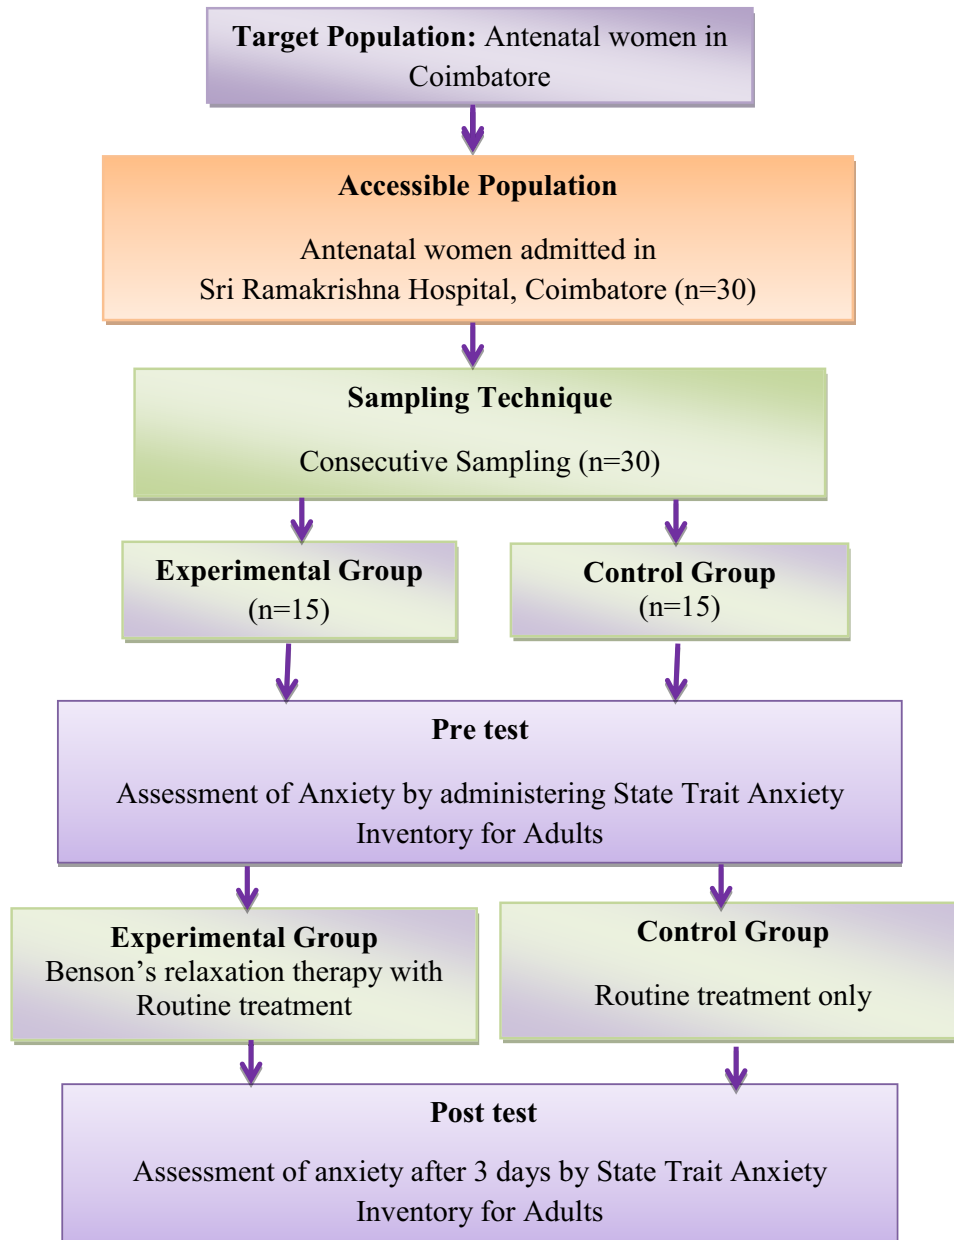 Target Population: Antenatal women in
Coimbatore
Accessible Population
Antenatal women admitted in
Sri Ramakrishna Hospital, Coimbatore (n=30)
Sampling Technique
Consecutive Sampling (n=30)
Experimental Group
(n=15)
Control Group
(n=15)
Pre test
Assessment of Anxiety by administering State Trait Anxiety
Inventory for Adults
Experimental Group
Benson’s relaxation therapy with
Routine treatment
Control Group
Routine treatment only
Post test
Assessment of anxiety after 3 days by State Trait Anxiety
Inventory for Adults